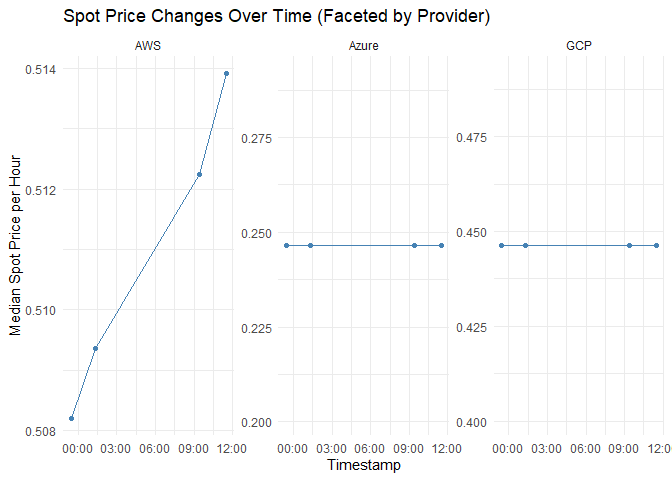 Spot Price Changes Over Time (Faceted by Provider)
AWS
Azure
GCP
Median Spot Price per Hour
0.514
0.512
0.510
0.508
0.275
0.250
0.225
0.200
0.475
0.450
0.425
0.400
00:00 03:00 06:00 09:00 12:00
00:00 03:00 06:00 09:00 12:00
00:00 03:00 06:00 09:00 12:00
Timestamp